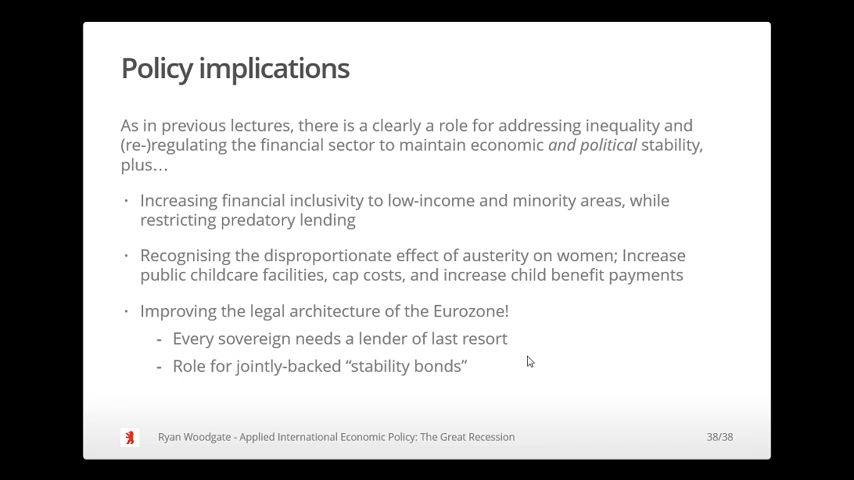 Policy implications
As in previous lectures, there is a clearly a role for addressing inequality and
(re-)regulating the financial sector to maintain economic and political stability,
plus…
· Increasing financial inclusivity to low-income and minority areas, while
restricting predatory lending
· Recognising the disproportionate effect of austerity on women; Increase
public childcare facilities, cap costs, and increase child benefit payments
· Improving the legal architecture of the Eurozone!
- Every sovereign needs a lender of last resort
- Role for jointly-backed “stability bonds”
Ryan Woodgate - Applied International Economic Policy: The Great Recession
38/38